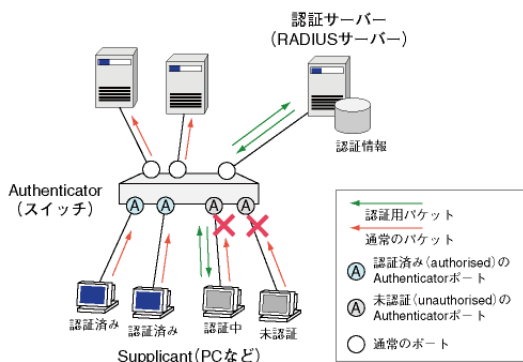 認証サーバー
(RADIUSサーバー)
認証情報
Authenticator
(スイッチ)
A
A
A
A
認証済み
認証済み
認証中
未認証
Supplicant(PCなど)
認証用パケット
通常のパケット
A
認証済み(authorised)の
Authenticatorポート
A
未認証(unauthorised)の
Authenticatorポート
通常のポート